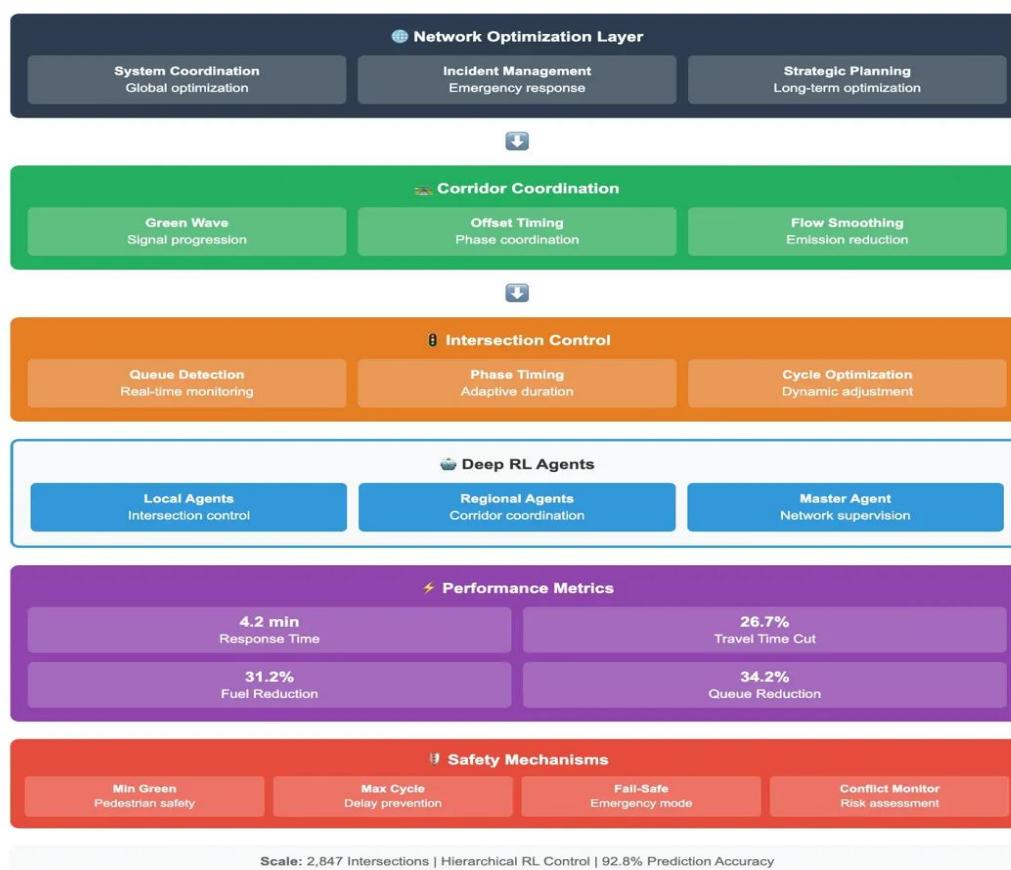 Network Optimization Layer
System Coordination
Global optimization
Incident Management
Emergency response
Strategic Planning
Long-term optimization
Corridor Coordination
Green Wave
Signal progression
Offset Timing
Phase coordination
Flow Smoothing
Emission reduction
Intersection Control
Queue Detection
Real-time monitoring
Phase Timing
Adaptive duration
Cycle Optimization
Dynamic adjustment
Deep RL Agents
Local Agents
Intersection control
Regional Agents
Corridor coordination
Master Agent
Network supervision
Performance Metrics
4.2 min
Response Time
26.7%
Travel Time Cut
31.2%
Fuel Reduction
34.2%
Queue Reduction
Safety Mechanisms
Min Green
Pedestrian safety
Max Cycle
Delay prevention
Fail-Safe
Emergency mode
Conflict Monitor
Risk assessment
Scale: 2,847 Intersections | Hierarchical RL Control | 92.8% Prediction Accuracy